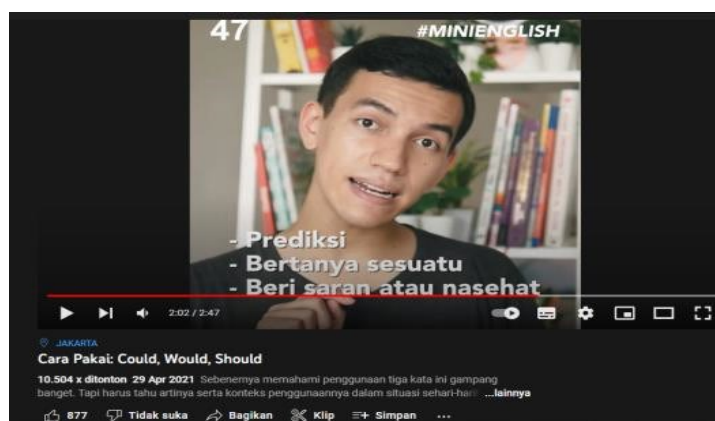 47 #MINIENGLISH
- Prediksi
- Bertanya sesuatu
- Beri saran atau nasehat
2:02 / 2:47
JAKARTA
Cara Pakai: Could, Would, Should
10.504 x ditonton 29 Apr 2021 Sebenernya memahami penggunaan tiga kata ini gampang
banget. Tapi harus tahu artinya serta konteks penggunaannya dalam situasi sehari-hari ...lainnya
877 Tidak suka Bagikan Klip Simpan ...